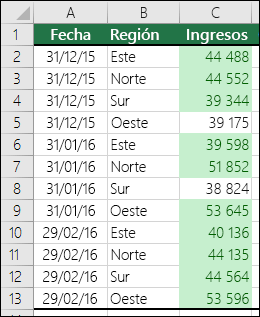 A B C
1 Fecha Región Ingresos
2 31/12/15 Este 44 488
3 31/12/15 Norte 44 552
4 31/12/15 Sur 39 344
5 31/12/15 Oeste 39 175
6 31/01/16 Este 39 598
7 31/01/16 Norte 51 852
8 31/01/16 Sur 38 824
9 31/01/16 Oeste 53 645
10 29/02/16 Este 40 136
11 29/02/16 Norte 44 135
12 29/02/16 Sur 44 564
13 29/02/16 Oeste 53 596